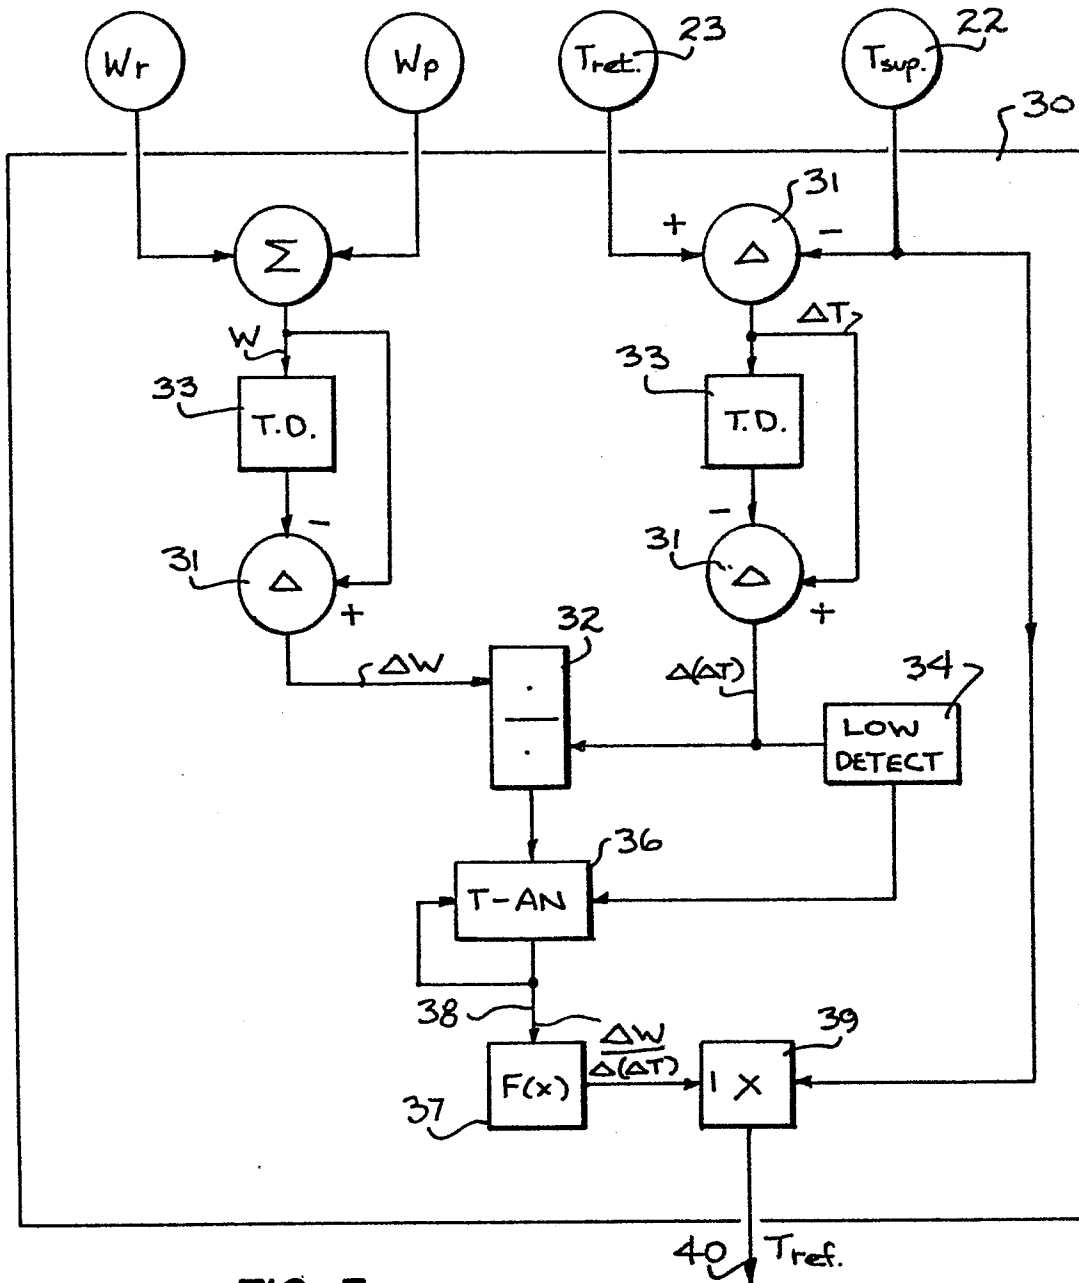 Wr
Wp
Tret.
23
Tsup.
22
30
Σ
+
Δ
−
31
W
ΔT
33
T.D.
33
T.D.
−
−
31
Δ
+
31
Δ
+
ΔW
32
÷
Δ(ΔT)
34
LOW
DETECT
36
T-AN
38
ΔW
Δ(ΔT)
39
F(x)
37
1 X
40
Tref.